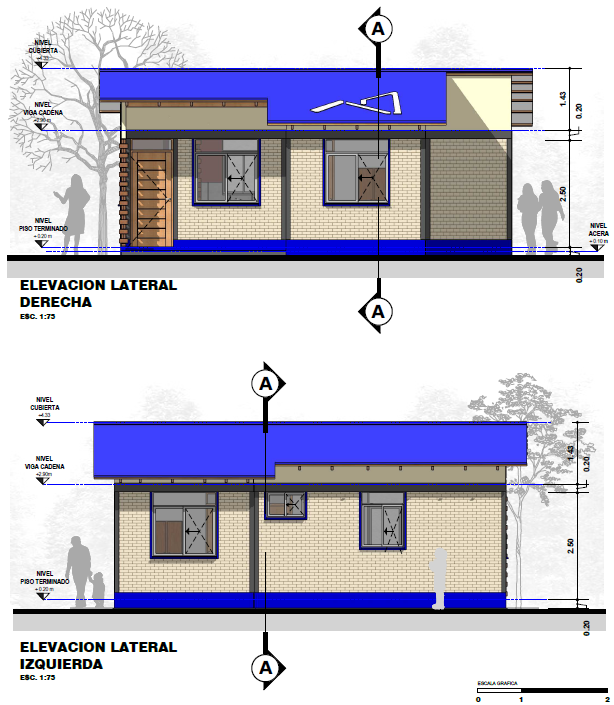 A
NIVEL
CUBIERTA
+4.33
1.43
0.20
NIVEL
VIGA CADENA
+2.90 m
2.50
NIVEL
PISO TERMINADO
+ 0.20 m
NIVEL
ACERA
+ 0.10 m
0.20
ELEVACION LATERAL
DERECHA
ESC. 1:75
A
A
NIVEL
CUBIERTA
+4.33
1.43
0.20
NIVEL
VIGA CADENA
+2.90m
2.50
NIVEL
PISO TERMINADO
+ 0.20 m
0.20
ELEVACION LATERAL
IZQUIERDA
ESC. 1:75
A
ESCALA GRAFICA
0 1 2